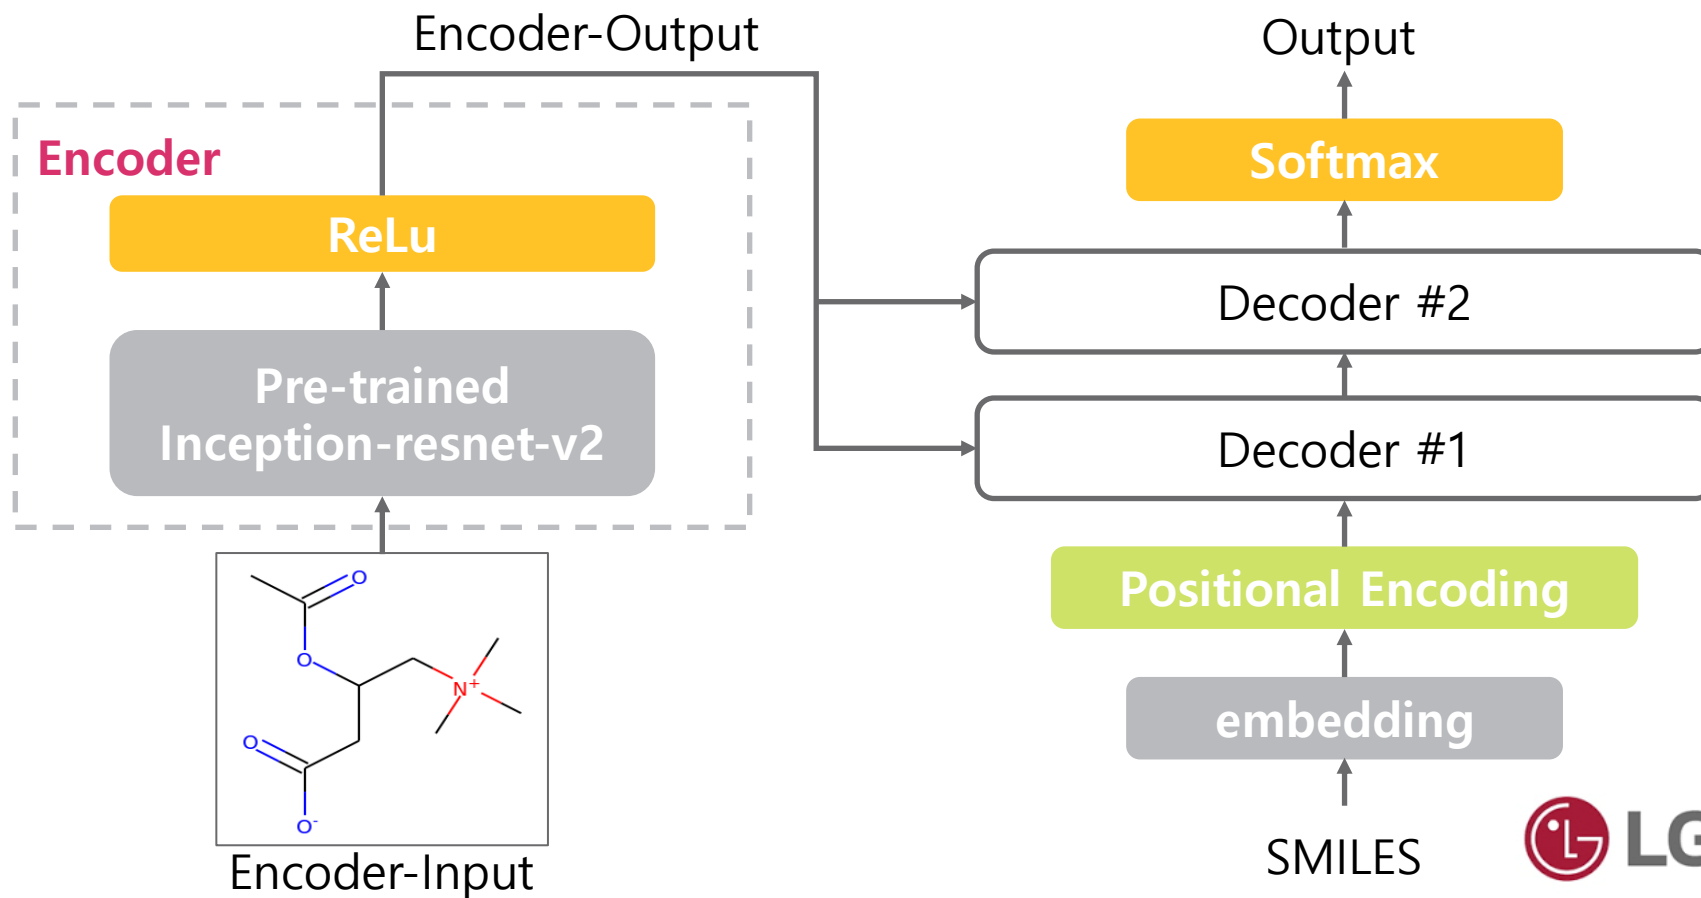 Encoder-Output
Encoder
ReLu
Pre-trained
Inception-resnet-v2
O
O
N+
O
O-
Encoder-Input
Output
Softmax
Decoder #2
Decoder #1
Positional Encoding
embedding
SMILES
LG